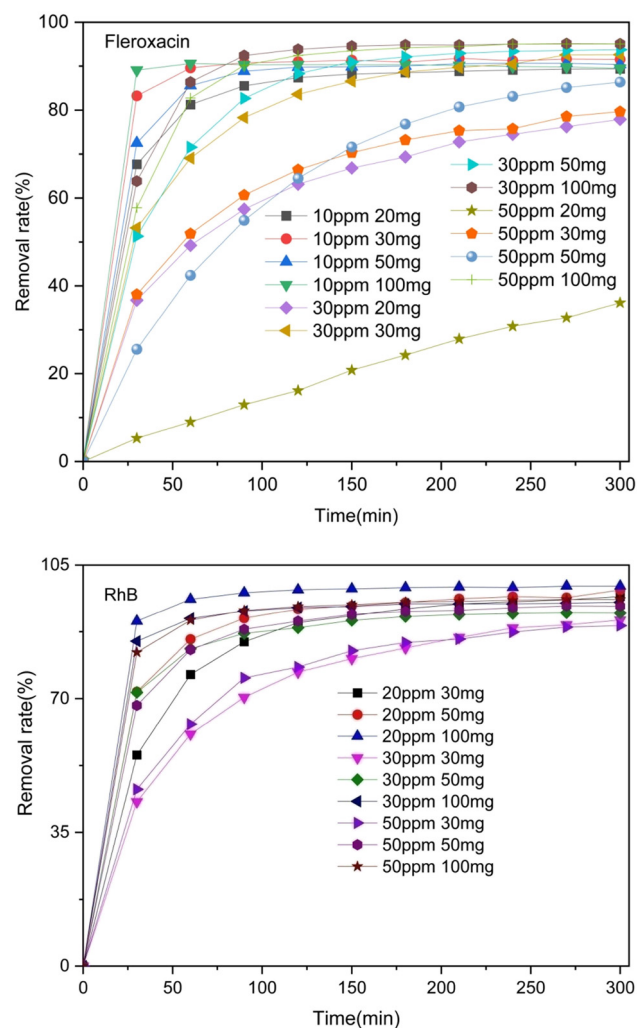 100
Fleroxacin
80
60
40
20
0
Removal rate(%)
10ppm 20mg
10ppm 30mg
10ppm 50mg
10ppm 100mg
30ppm 20mg
30ppm 30mg
30ppm 50mg
30ppm 100mg
50ppm 20mg
50ppm 30mg
50ppm 50mg
50ppm 100mg
0 50 100 150 200 250 300
Time(min)
105
RhB
70
35
0
Removal rate(%)
20ppm 30mg
20ppm 50mg
20ppm 100mg
30ppm 30mg
30ppm 50mg
30ppm 100mg
50ppm 30mg
50ppm 50mg
50ppm 100mg
0 50 100 150 200 250 300
Time(min)